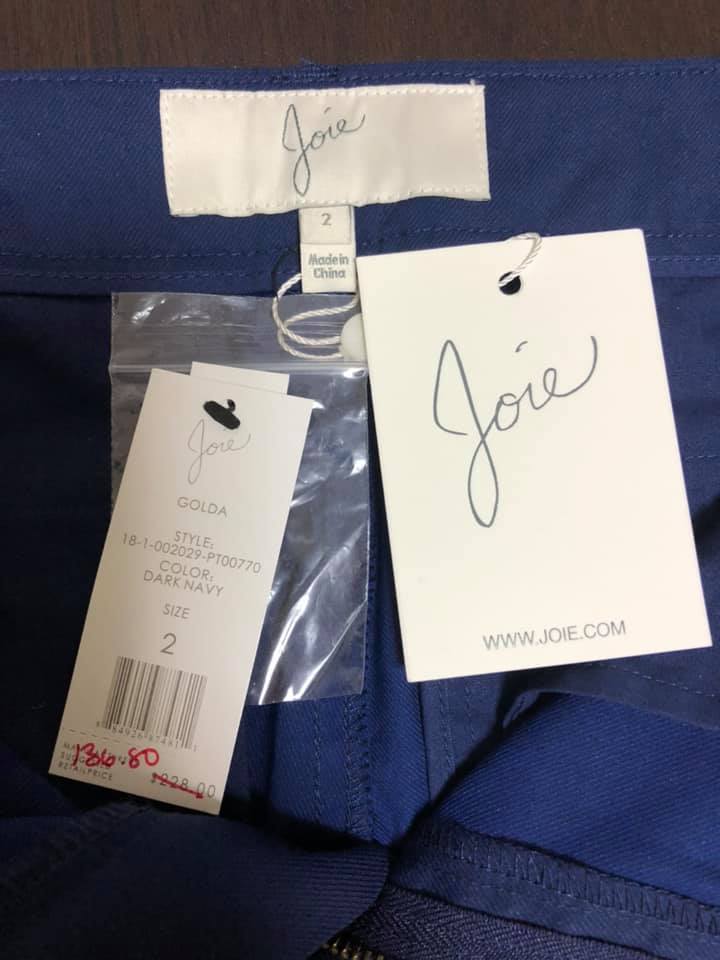 Joie
2
Made in
China
Joie
WWW.JOIE.COM
Joie
GOLDA
STYLE:
18-1-002029-PT00770
COLOR:
DARK NAVY
SIZE
2
136.80
RETAIL PRICE
$228.00